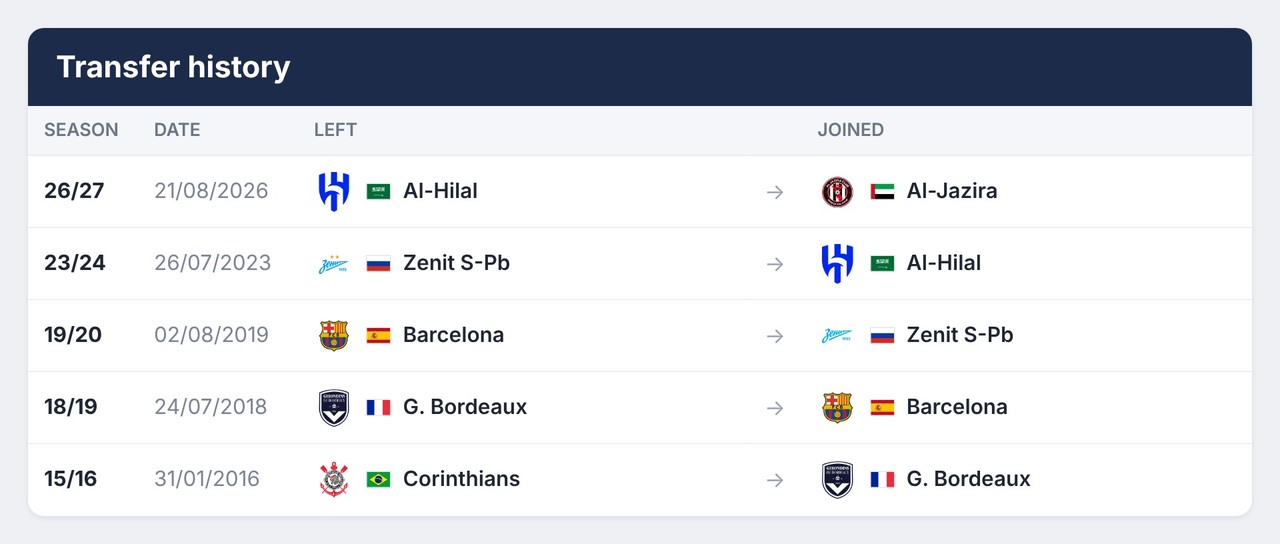 Transfer history
SEASON DATE LEFT JOINED
26/27 21/08/2026 Al-Hilal → Al-Jazira
23/24 26/07/2023 Zenit S-Pb → Al-Hilal
19/20 02/08/2019 Barcelona → Zenit S-Pb
18/19 24/07/2018 G. Bordeaux → Barcelona
15/16 31/01/2016 Corinthians → G. Bordeaux